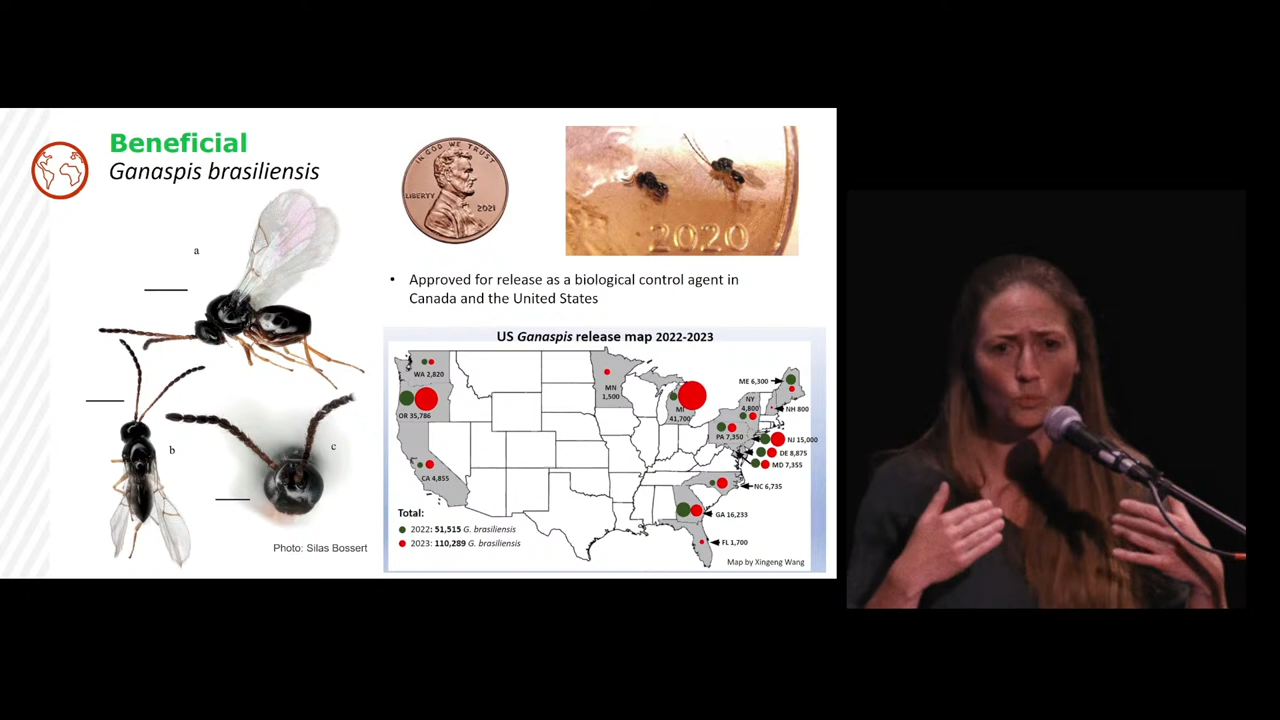 Beneficial
Ganaspis brasiliensis
a
b
c
Photo: Silas Bossert
IN GOD WE TRUST
LIBERTY
2021
2020
• Approved for release as a biological control agent in
Canada and the United States
US Ganaspis release map 2022-2023
WA 2,820
OR 35,786
CA 4,855
MN
1,500
MI
41,700
ME 6,300
NY
4,800
NH 800
PA 7,350
NJ 15,000
DE 8,875
MD 7,355
NC 6,735
GA 16,233
FL 1,700
Total:
2022: 51,515 G. brasiliensis
2023: 110,289 G. brasiliensis
Map by Xingeng Wang